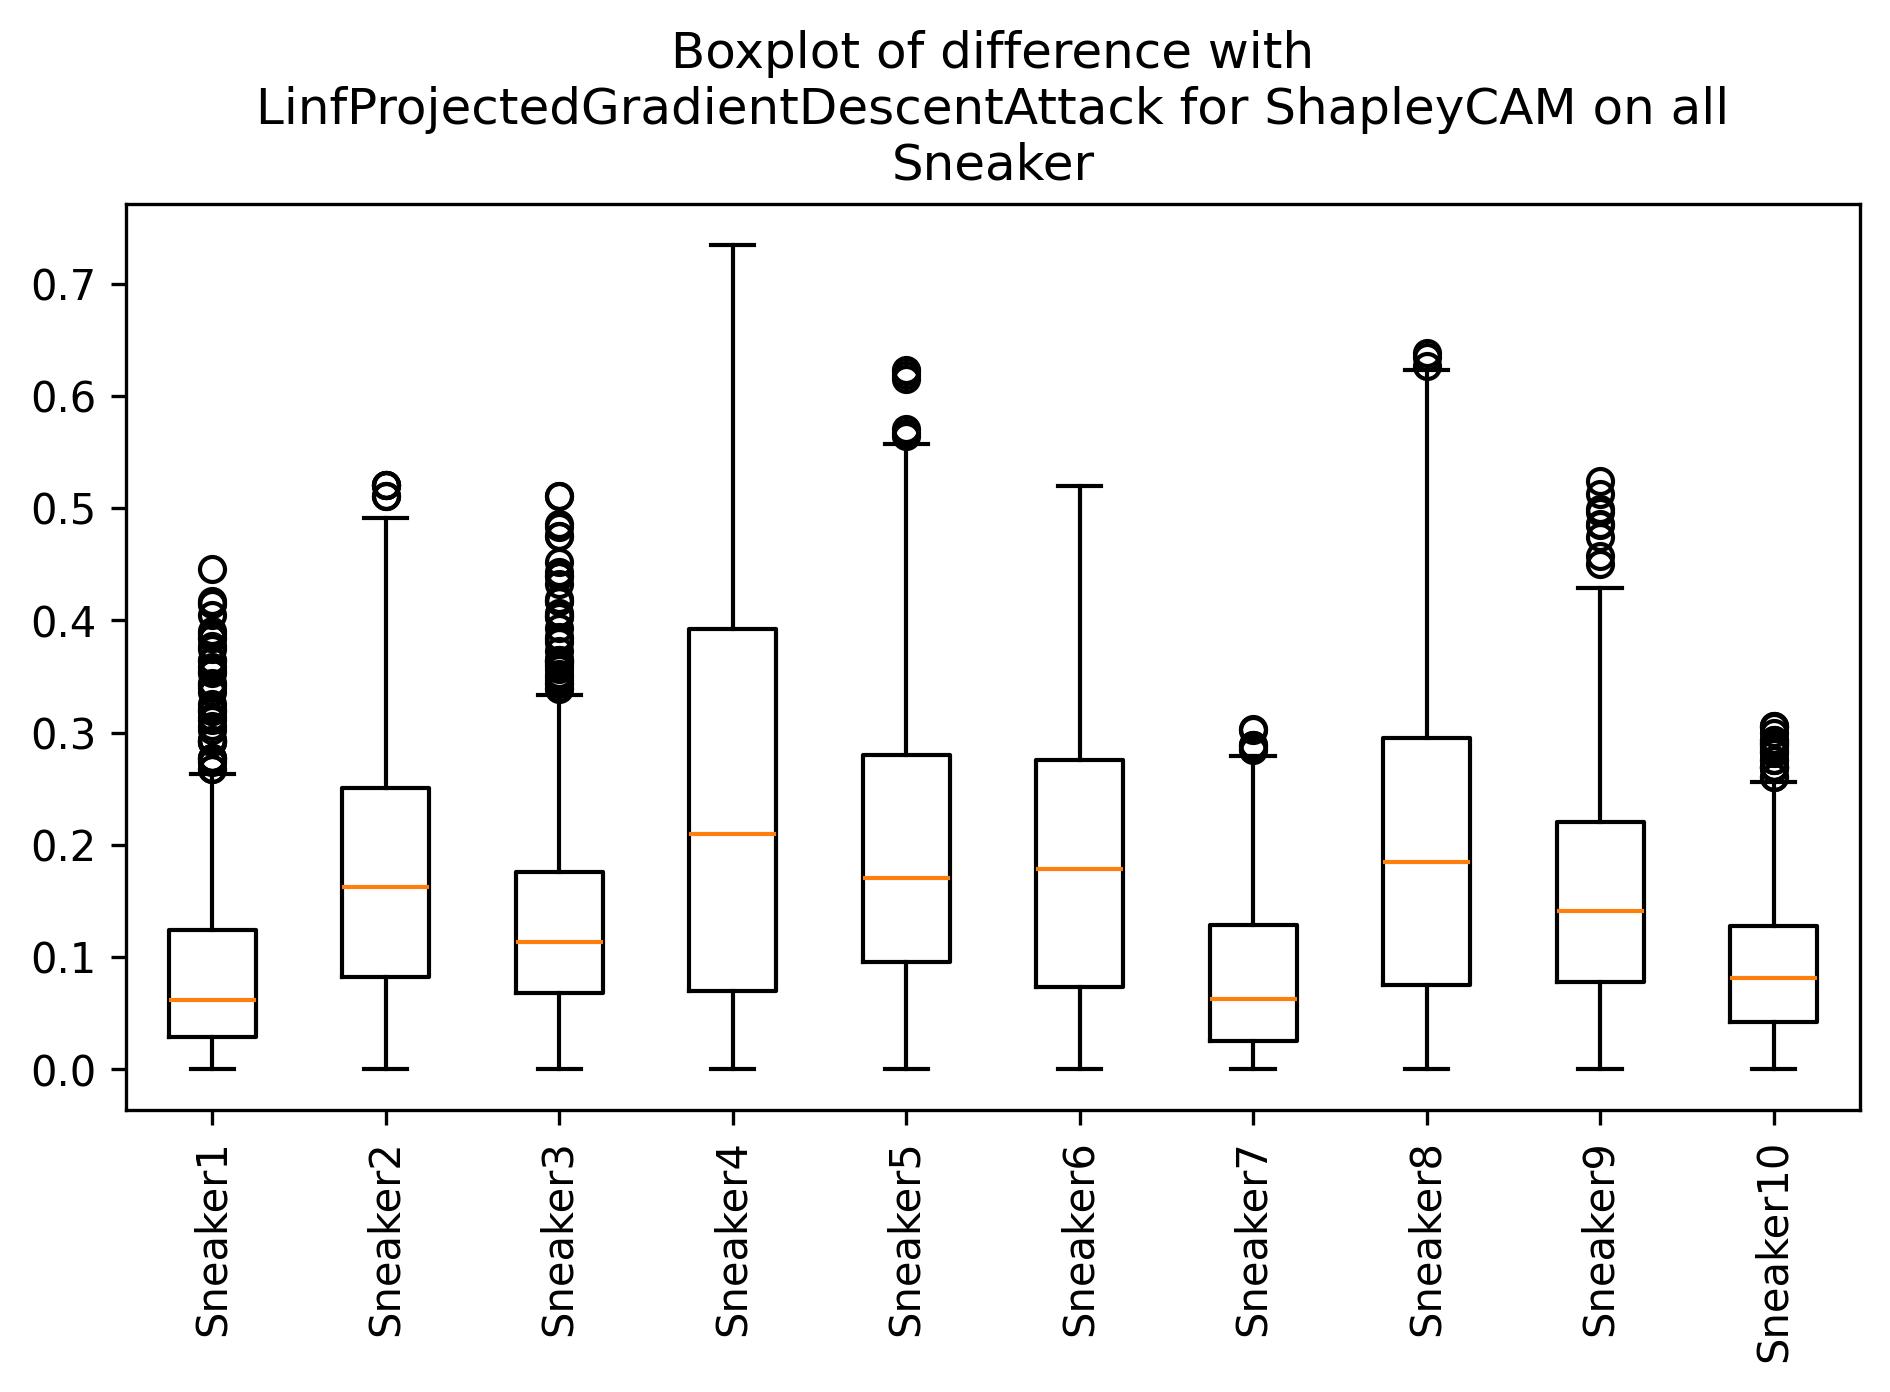 Boxplot of difference with
LinfProjectedGradientDescentAttack for ShapleyCAM on all
Sneaker
0.7
0.6
0.5
0.4
0.3
0.2
0.1
0.0
Sneaker1
Sneaker2
Sneaker3
Sneaker4
Sneaker5
Sneaker6
Sneaker7
Sneaker8
Sneaker9
Sneaker10